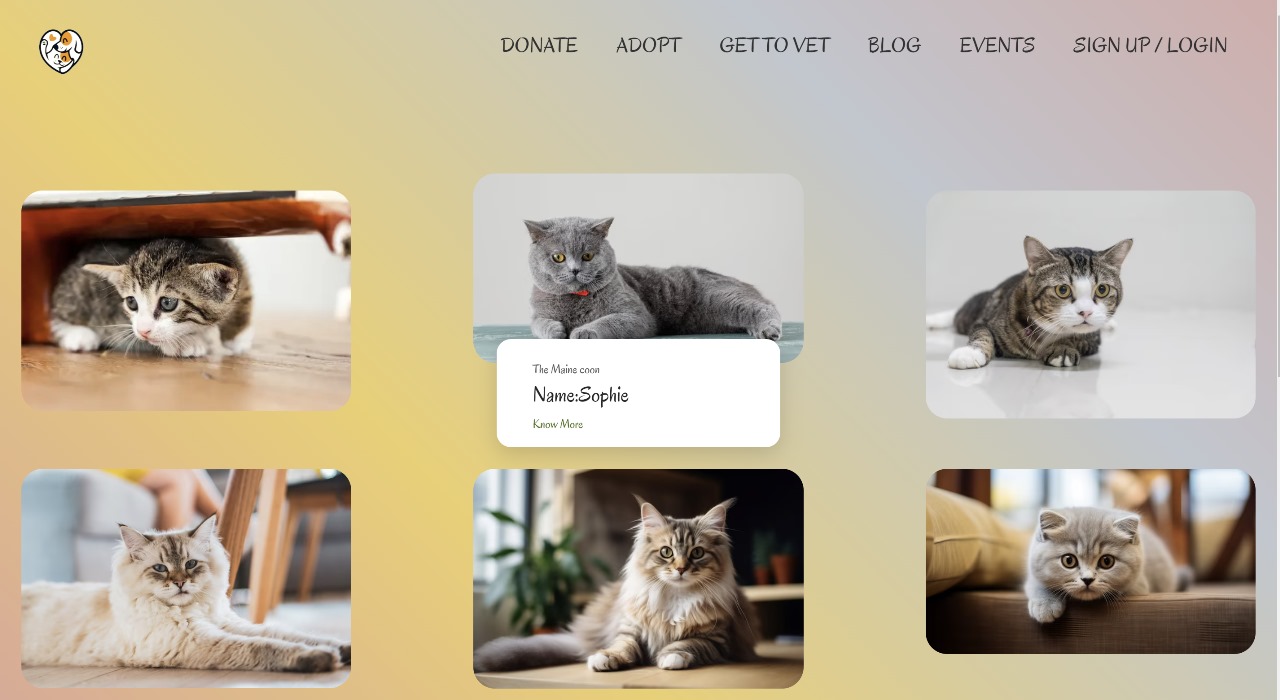 DONATE ADOPT GET TO VET BLOG EVENTS SIGN UP / LOGIN
The Maine coon
Name:Sophie
Know More